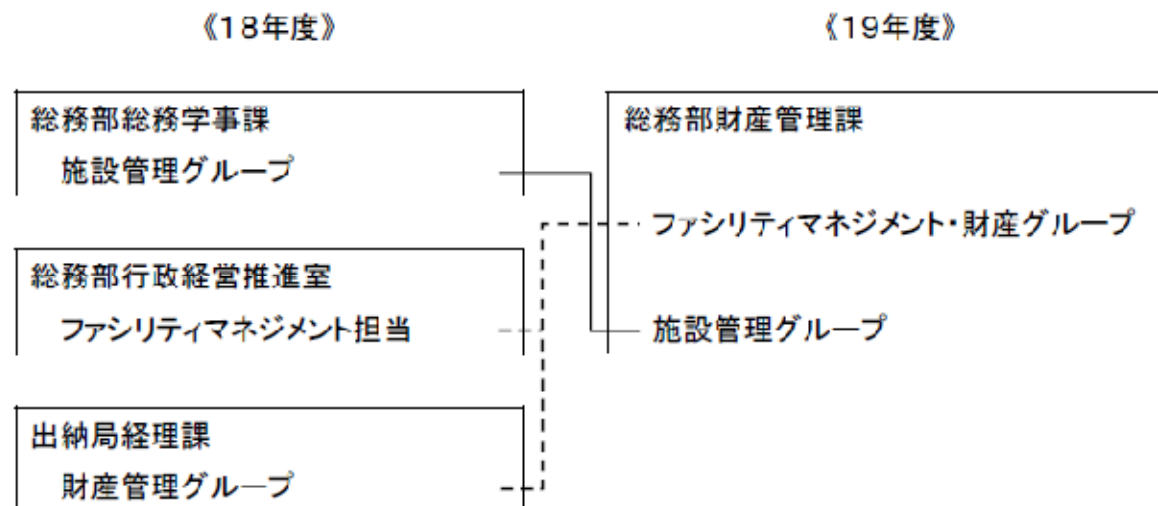 《18年度》
《19年度》
総務部総務学事課
施設管理グループ
総務部行政経営推進室
ファシリティマネジメント担当
出納局経理課
財産管理グループ
総務部財産管理課
ファシリティマネジメント・財産グループ
施設管理グループ